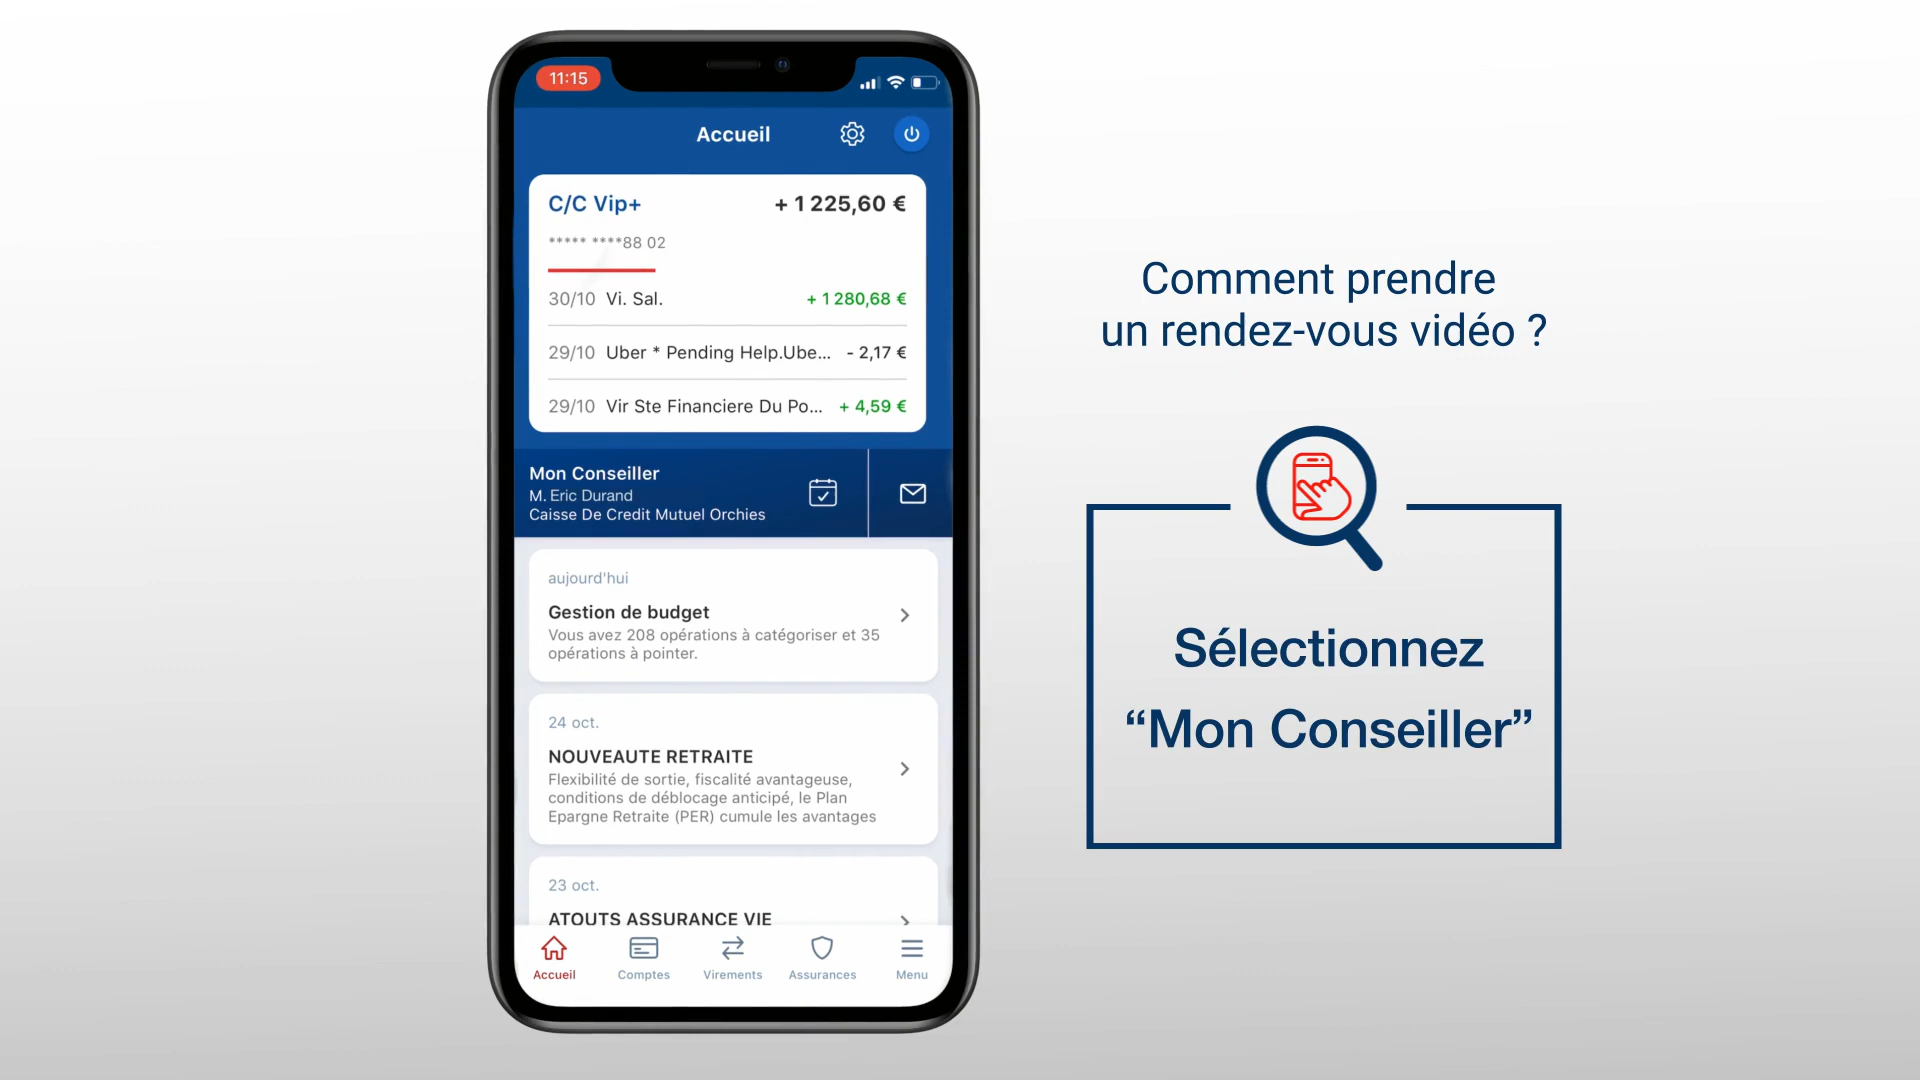 11:15
Accueil
C/C Vip+ + 1 225,60 €
***** ****88 02
30/10 Vi. Sal. + 1 280,68 €
29/10 Uber * Pending Help.Ube... - 2,17 €
29/10 Vir Ste Financiere Du Po... + 4,59 €
Mon Conseiller
M. Eric Durand
Caisse De Credit Mutuel Orchies
aujourd'hui
Gestion de budget
Vous avez 208 opérations à catégoriser et 35
opérations à pointer.
24 oct.
NOUVEAUTE RETRAITE
Flexibilité de sortie, fiscalité avantageuse,
conditions de déblocage anticipé, le Plan
Epargne Retraite (PER) cumule les avantages
23 oct.
ATOUTS ASSURANCE VIE
Accueil Comptes Virements Assurances Menu
Comment prendre
un rendez-vous vidéo ?
Sélectionnez
“Mon Conseiller”